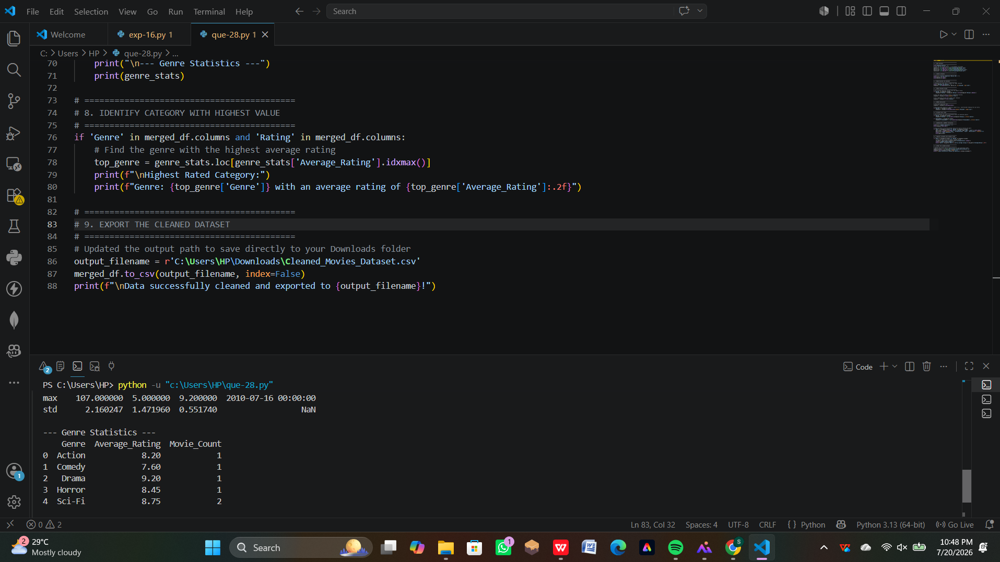 File Edit Selection View Go Run Terminal Help
Search
Welcome
exp-16.py 1
que-28.py 1
C: > Users > HP > que-28.py > ...
70     print("\n--- Genre Statistics ---")
71     print(genre_stats)
72
73 # ==========================================
74 # 8. IDENTIFY CATEGORY WITH HIGHEST VALUE
75 # ==========================================
76 if 'Genre' in merged_df.columns and 'Rating' in merged_df.columns:
77     # Find the genre with the highest average rating
78     top_genre = genre_stats.loc[genre_stats['Average_Rating'].idxmax()]
79     print(f"\nHighest Rated Category:")
80     print(f"Genre: {top_genre['Genre']} with an average rating of {top_genre['Average_Rating']:.2f}")
81
82 # ==========================================
83 # 9. EXPORT THE CLEANED DATASET
84 # ==========================================
85 # Updated the output path to save directly to your Downloads folder
86 output_filename = r'C:\Users\HP\Downloads\Cleaned_Movies_Dataset.csv'
87 merged_df.to_csv(output_filename, index=False)
88 print(f"\nData successfully cleaned and exported to {output_filename}!")
2
Code
PS C:\Users\HP> python -u "c:\Users\HP\que-28.py"
max    107.000000  5.000000  9.200000  2010-07-16 00:00:00
std      2.160247  1.471960  0.551740                  NaN
--- Genre Statistics ---
    Genre  Average_Rating  Movie_Count
0  Action            8.20            1
1  Comedy            7.60            1
2   Drama            9.20            1
3  Horror            8.45            1
4  Sci-Fi            8.75            2
1
0 2
Ln 83, Col 32
Spaces: 4
UTF-8
CRLF
{ } Python
Python 3.13 (64-bit)
Go Live
2
29°C
Mostly cloudy
Search
1
S
10:48 PM
7/20/2026